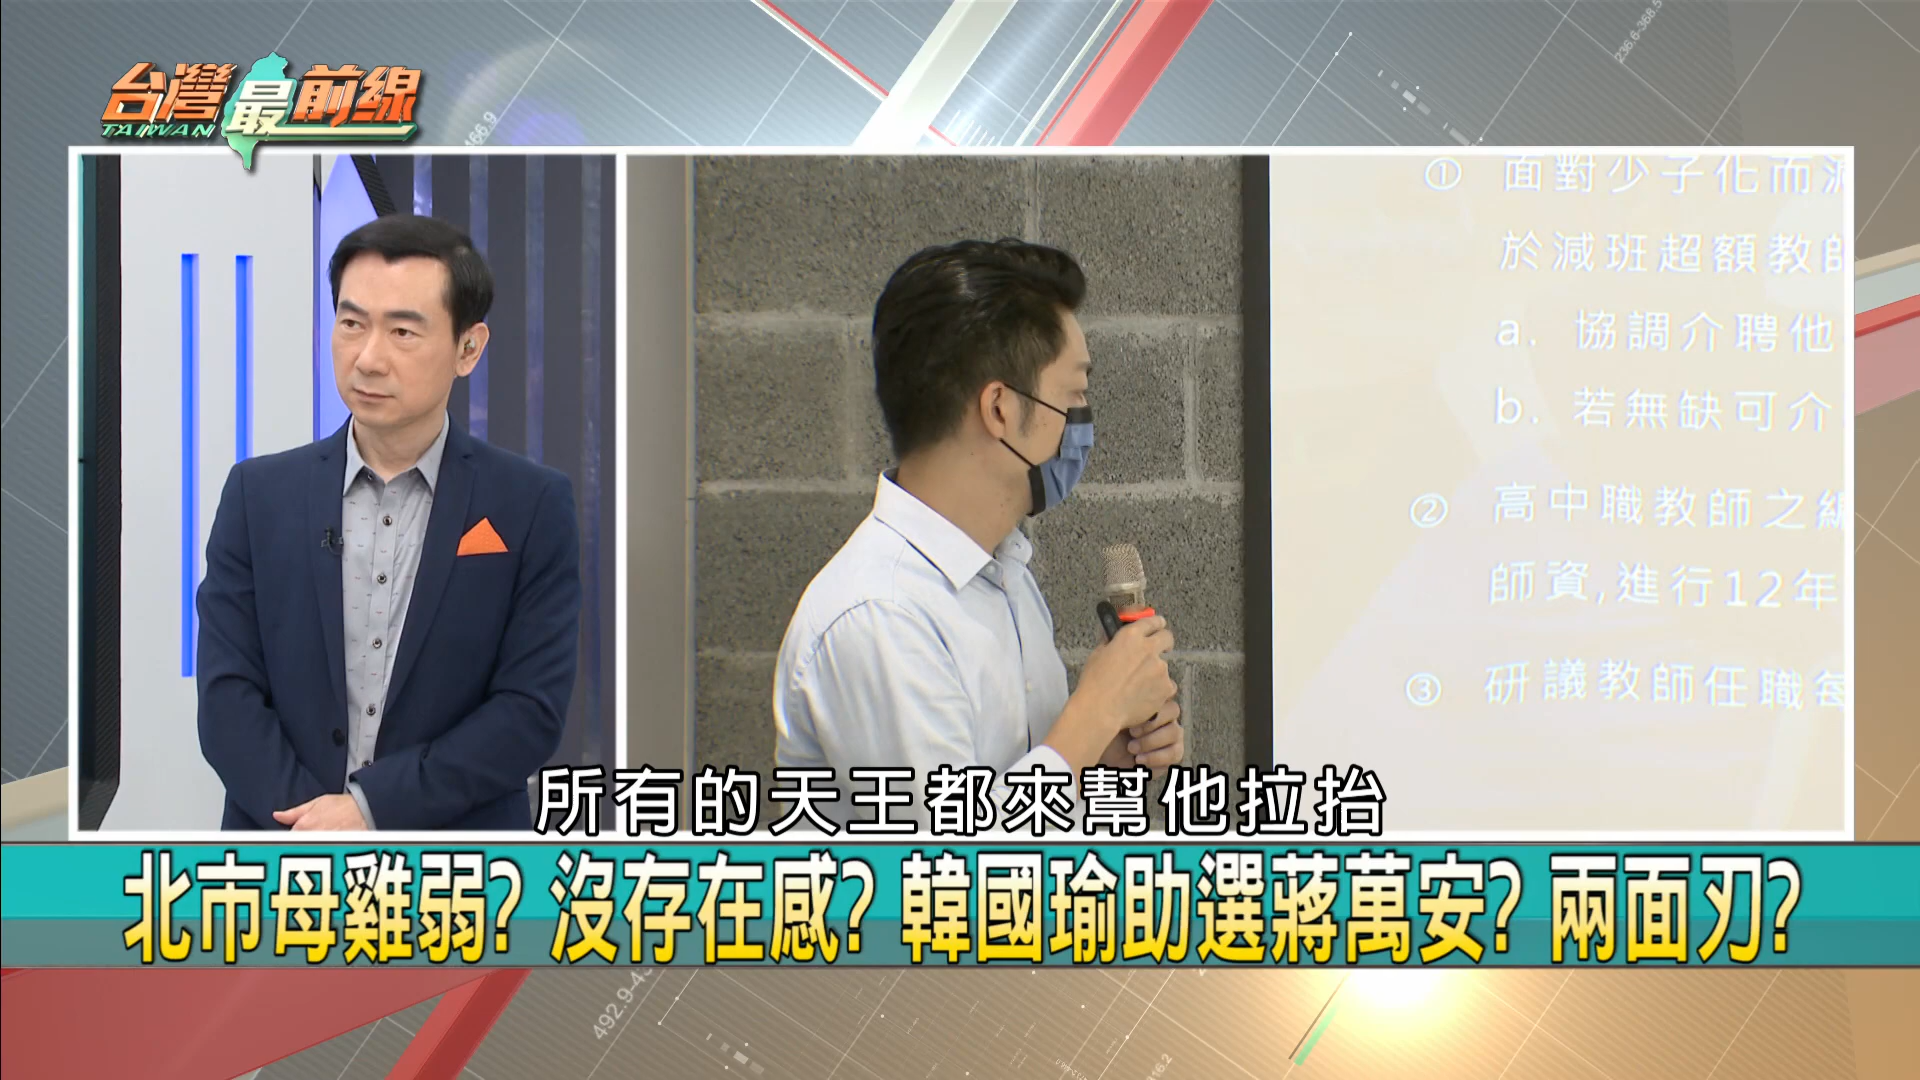 台灣最前線
TAIWAN
① 面對少子化而
於減班超額教
a. 協調介聘他
b. 若無缺可介
② 高中職教師之
師資,進行12年
③ 研議教師任職
所有的天王都來幫他拉抬
北市母雞弱? 沒存在感? 韓國瑜助選蔣萬安? 兩面刃?